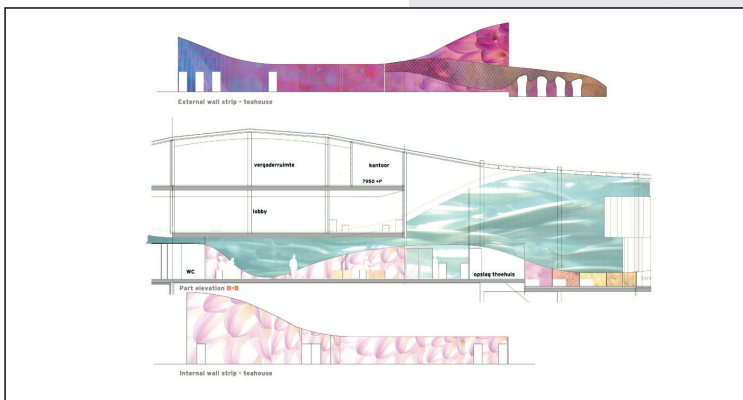 External wall strip - teahouse
vergaderruimte
kantoor
7950 +P
lobby
WC
opslag theehuis
Part elevation B-B
Internal wall strip - teahouse